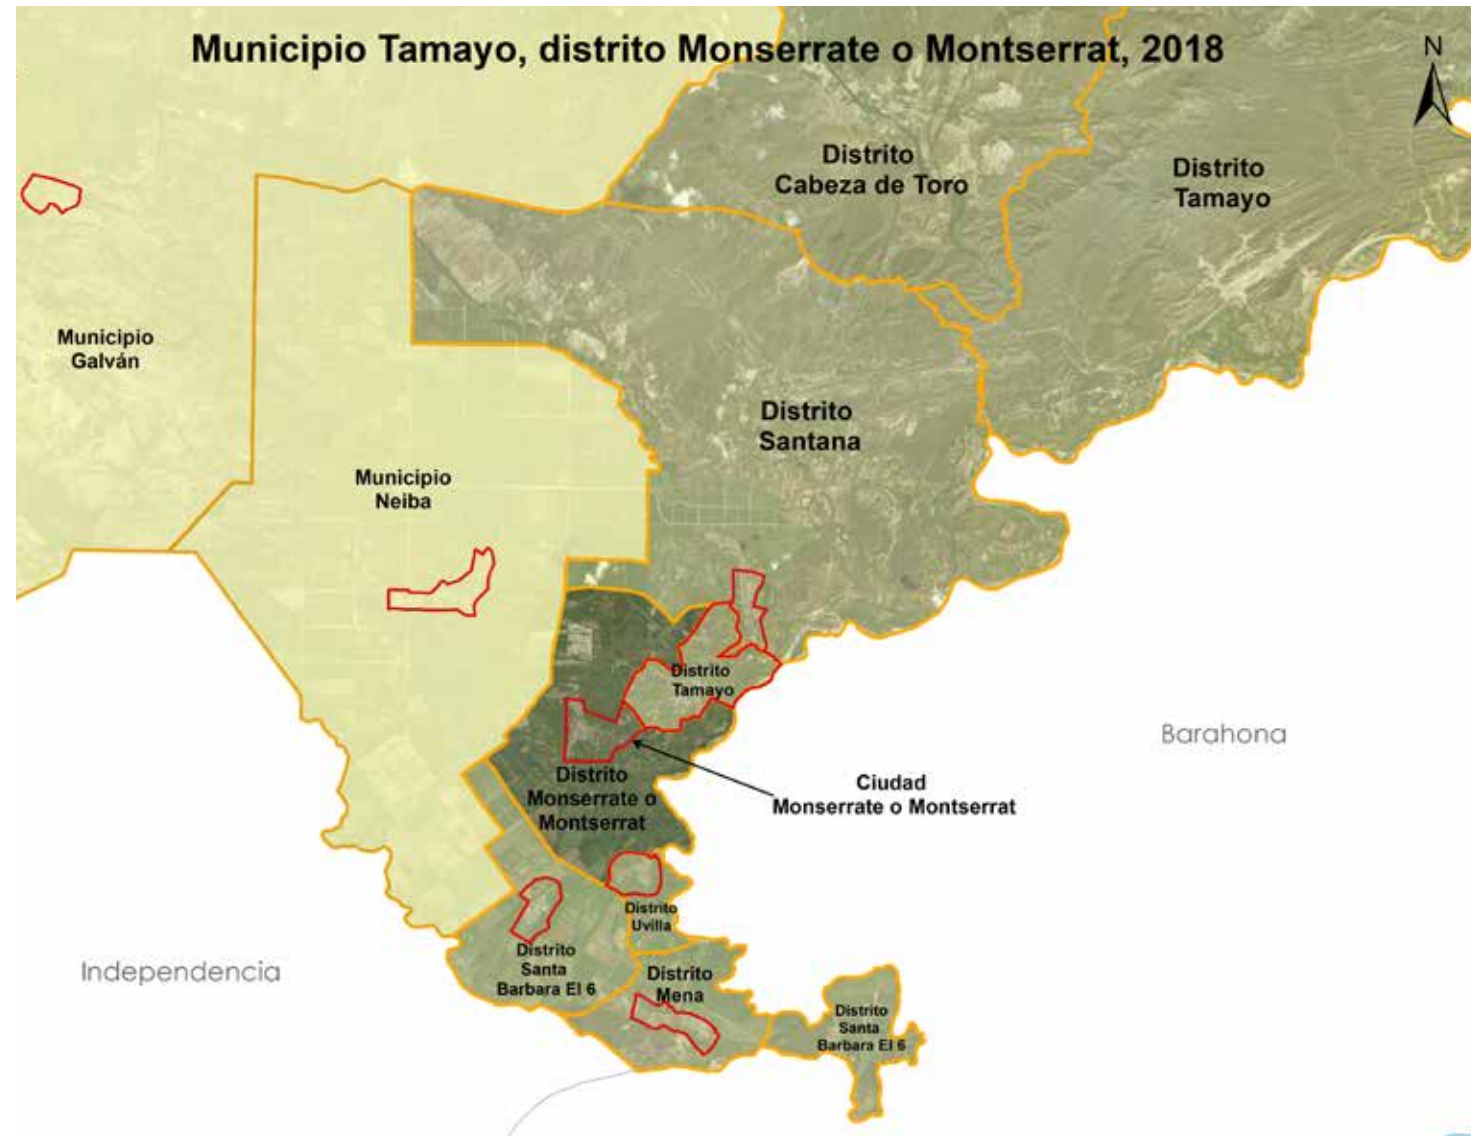 Municipio Tamayo, distrito Monserrate o Montserrat, 2018
N
Distrito
Cabeza de Toro
Distrito
Tamayo
Municipio
Galván
Distrito
Santana
Municipio
Neiba
Distrito
Tamayo
Barahona
Distrito
Monserrate o
Montserrat
Ciudad
Monserrate o Montserrat
Distrito
Uvilla
Distrito
Santa
Barbara El 6
Independencia
Distrito
Mena
Distrito
Santa
Barbara El 6